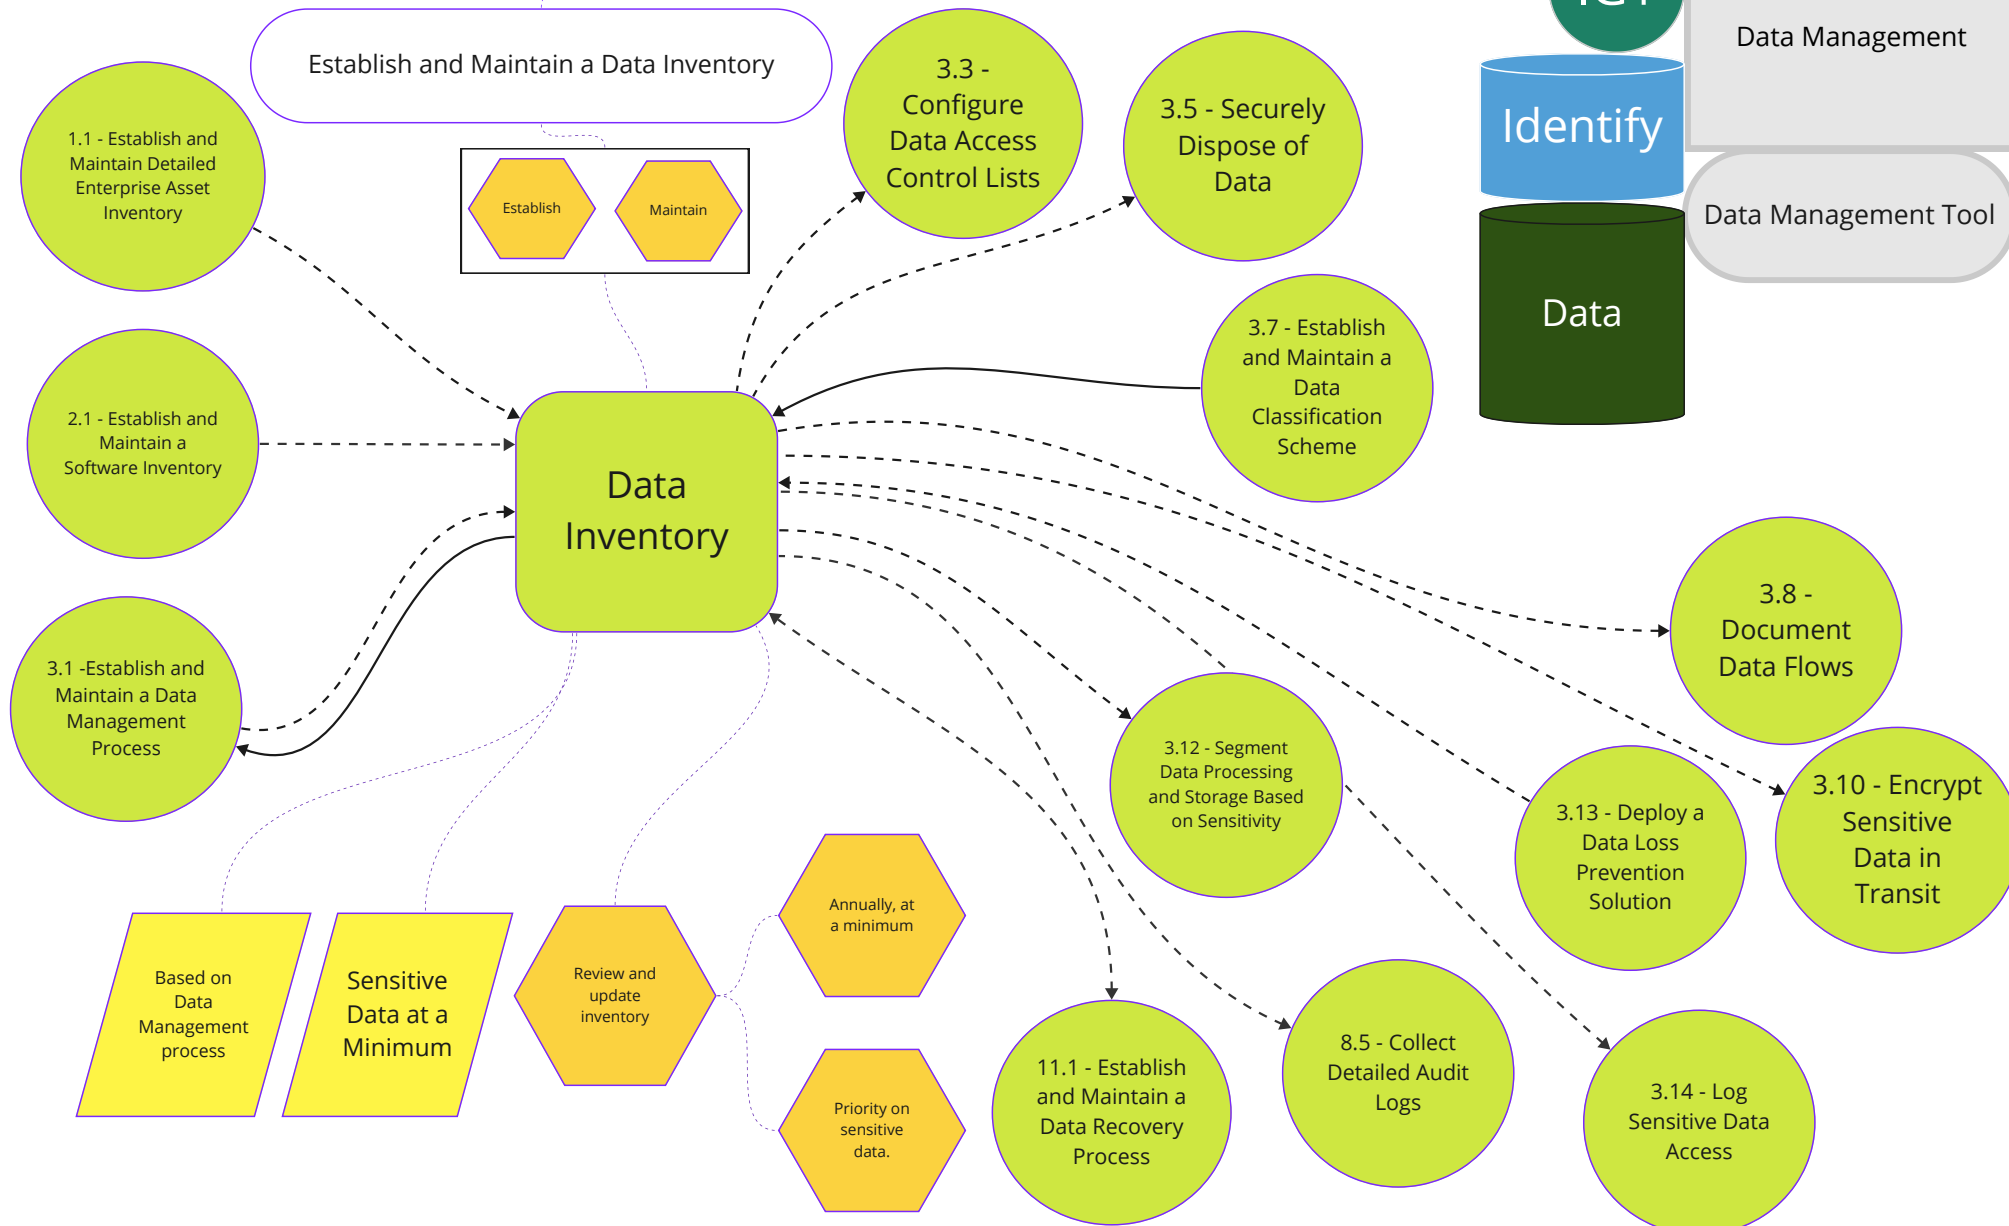 Establish and Maintain a Data Inventory
Establish
Maintain
1.1 - Establish and
Maintain Detailed
Enterprise Asset
Inventory
2.1 - Establish and
Maintain a
Software Inventory
3.1 -Establish and
Maintain a Data
Management
Process
Data
Inventory
3.3 -
Configure
Data Access
Control Lists
3.5 - Securely
Dispose of
Data
3.7 - Establish
and Maintain a
Data
Classification
Scheme
Data Management
Identify
Data Management Tool
Data
3.8 -
Document
Data Flows
3.10 - Encrypt
Sensitive
Data in
Transit
3.12 - Segment
Data Processing
and Storage Based
on Sensitivity
3.13 - Deploy a
Data Loss
Prevention
Solution
3.14 - Log
Sensitive Data
Access
8.5 - Collect
Detailed Audit
Logs
11.1 - Establish
and Maintain a
Data Recovery
Process
Based on
Data
Management
process
Sensitive
Data at a
Minimum
Review and
update
inventory
Annually, at
a minimum
Priority on
sensitive
data.